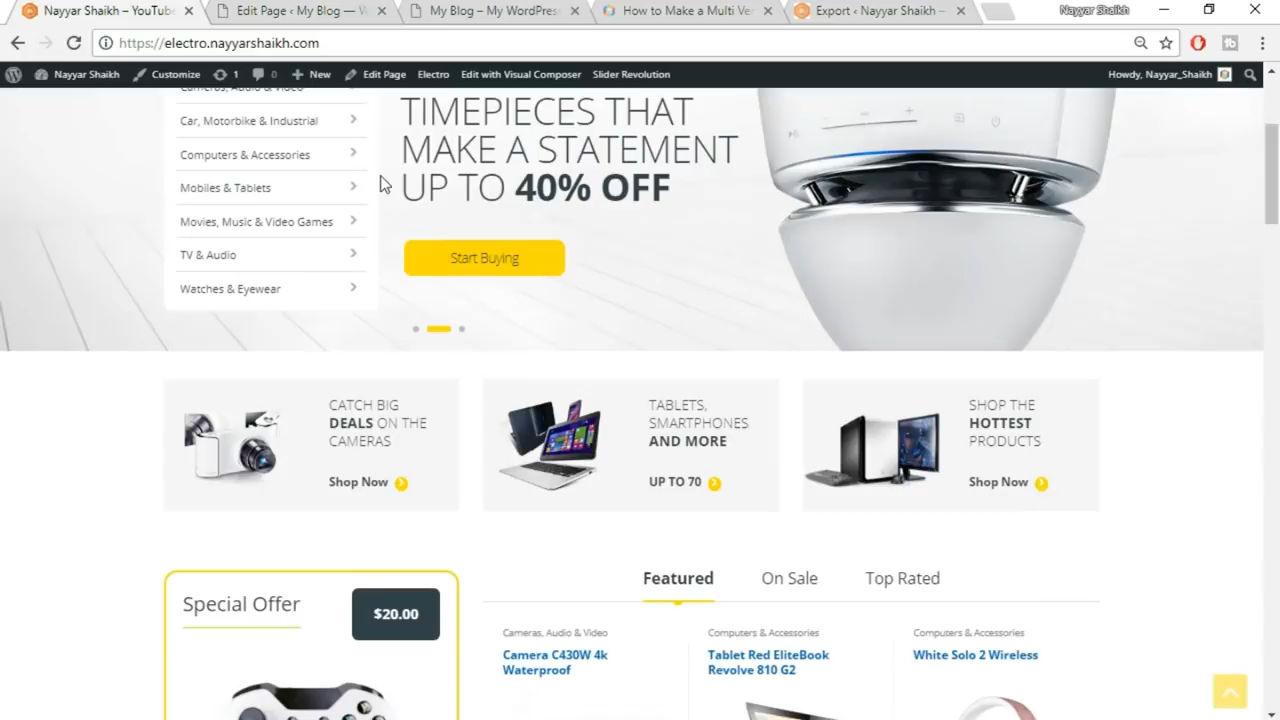 Nayyar Shaikh – YouTube
Edit Page ‹ My Blog —
My Blog – My WordPress
How to Make a Multi Ve
Export ‹ Nayyar Shaikh –
Nayyar Shaikh
https://electro.nayyarshaikh.com
Nayyar Shaikh
Customize
1
0
New
Edit Page
Electro
Edit with Visual Composer
Slider Revolution
Howdy, Nayyar_Shaikh
Cameras, Audio & Video
Car, Motorbike & Industrial
Computers & Accessories
Mobiles & Tablets
Movies, Music & Video Games
TV & Audio
Watches & Eyewear
TIMEPIECES THAT
MAKE A STATEMENT
UP TO 40% OFF
Start Buying
CATCH BIG
DEALS ON THE
CAMERAS
Shop Now
TABLETS,
SMARTPHONES
AND MORE
UP TO 70
SHOP THE
HOTTEST
PRODUCTS
Shop Now
Special Offer
$20.00
Featured
On Sale
Top Rated
Cameras, Audio & Video
Camera C430W 4k
Waterproof
Computers & Accessories
Tablet Red EliteBook
Revolve 810 G2
Computers & Accessories
White Solo 2 Wireless